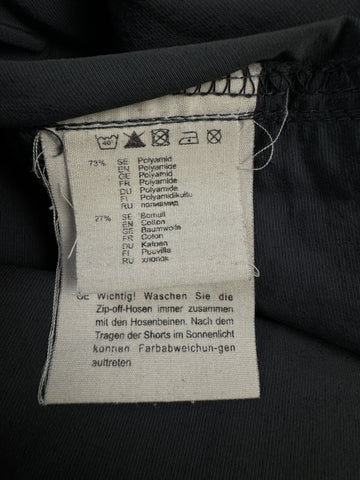 40°
73% SE Polyamid
EN Polyamide
GE Polyamid
FR Polyamide
DU Polyamide
FI Polyamidikuitu
RU полиамид
27% SE Bomull
EN Cotton
GE Baumwolle
FR Coton
DU Katoen
FI Puuvilla
RU хлопок
GE Wichtig! Waschen Sie die
Zip-off-Hosen immer zusammen
mit den Hosenbeinen. Nach dem
Tragen der Shorts im Sonnenlicht
konnen Farbabweichun-gen
auttreten